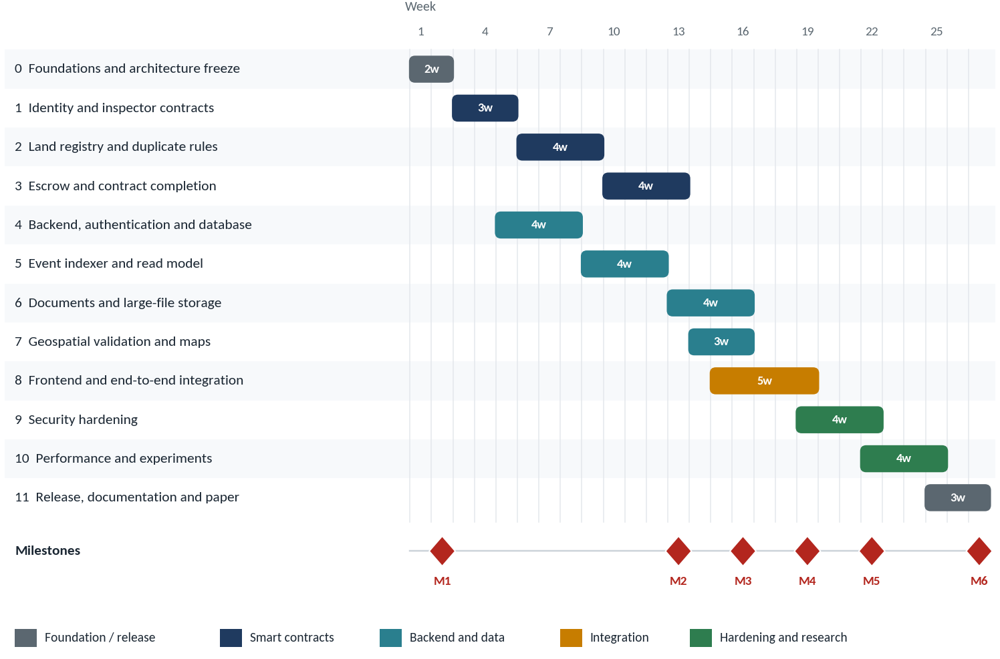 Week
1 4 7 10 13 16 19 22 25
0 Foundations and architecture freeze 2w
1 Identity and inspector contracts 3w
2 Land registry and duplicate rules 4w
3 Escrow and contract completion 4w
4 Backend, authentication and database 4w
5 Event indexer and read model 4w
6 Documents and large-file storage 4w
7 Geospatial validation and maps 3w
8 Frontend and end-to-end integration 5w
9 Security hardening 4w
10 Performance and experiments 4w
11 Release, documentation and paper 3w
Milestones
M1 M2 M3 M4 M5 M6
Foundation / release Smart contracts Backend and data Integration Hardening and research